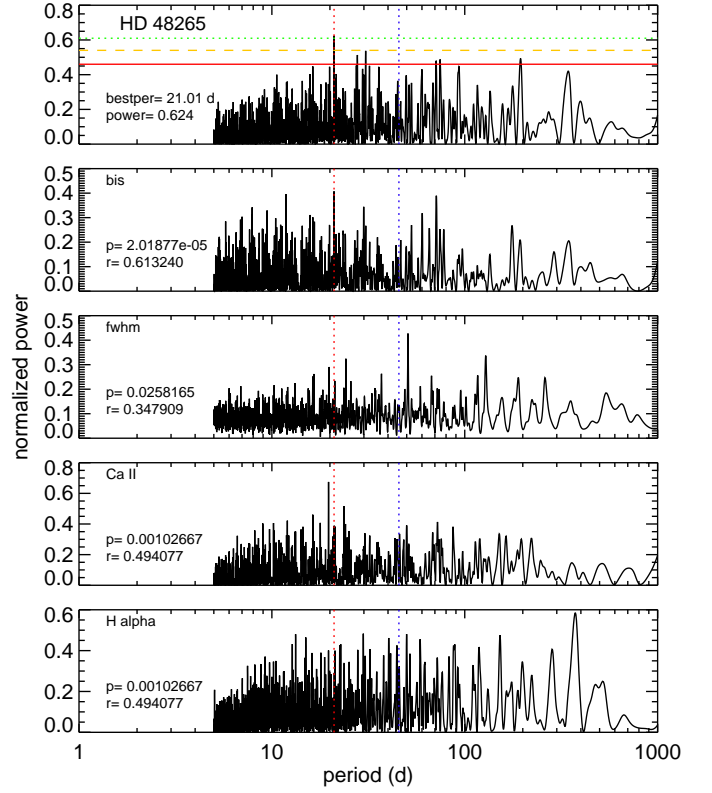 HD 48265
0.8
0.6
0.4
0.2
0.0
bestper= 21.01 d
power= 0.624
bis
0.5
0.4
0.3
0.2
0.1
0.0
p= 2.01877e-05
r= 0.613240
fwhm
0.5
0.4
0.3
0.2
0.1
0.0
p= 0.0258165
r= 0.347909
normalized power
Ca II
0.8
0.6
0.4
0.2
0.0
p= 0.00102667
r= 0.494077
H alpha
0.6
0.4
0.2
0.0
p= 0.00102667
r= 0.494077
1 10 100 1000
period (d)